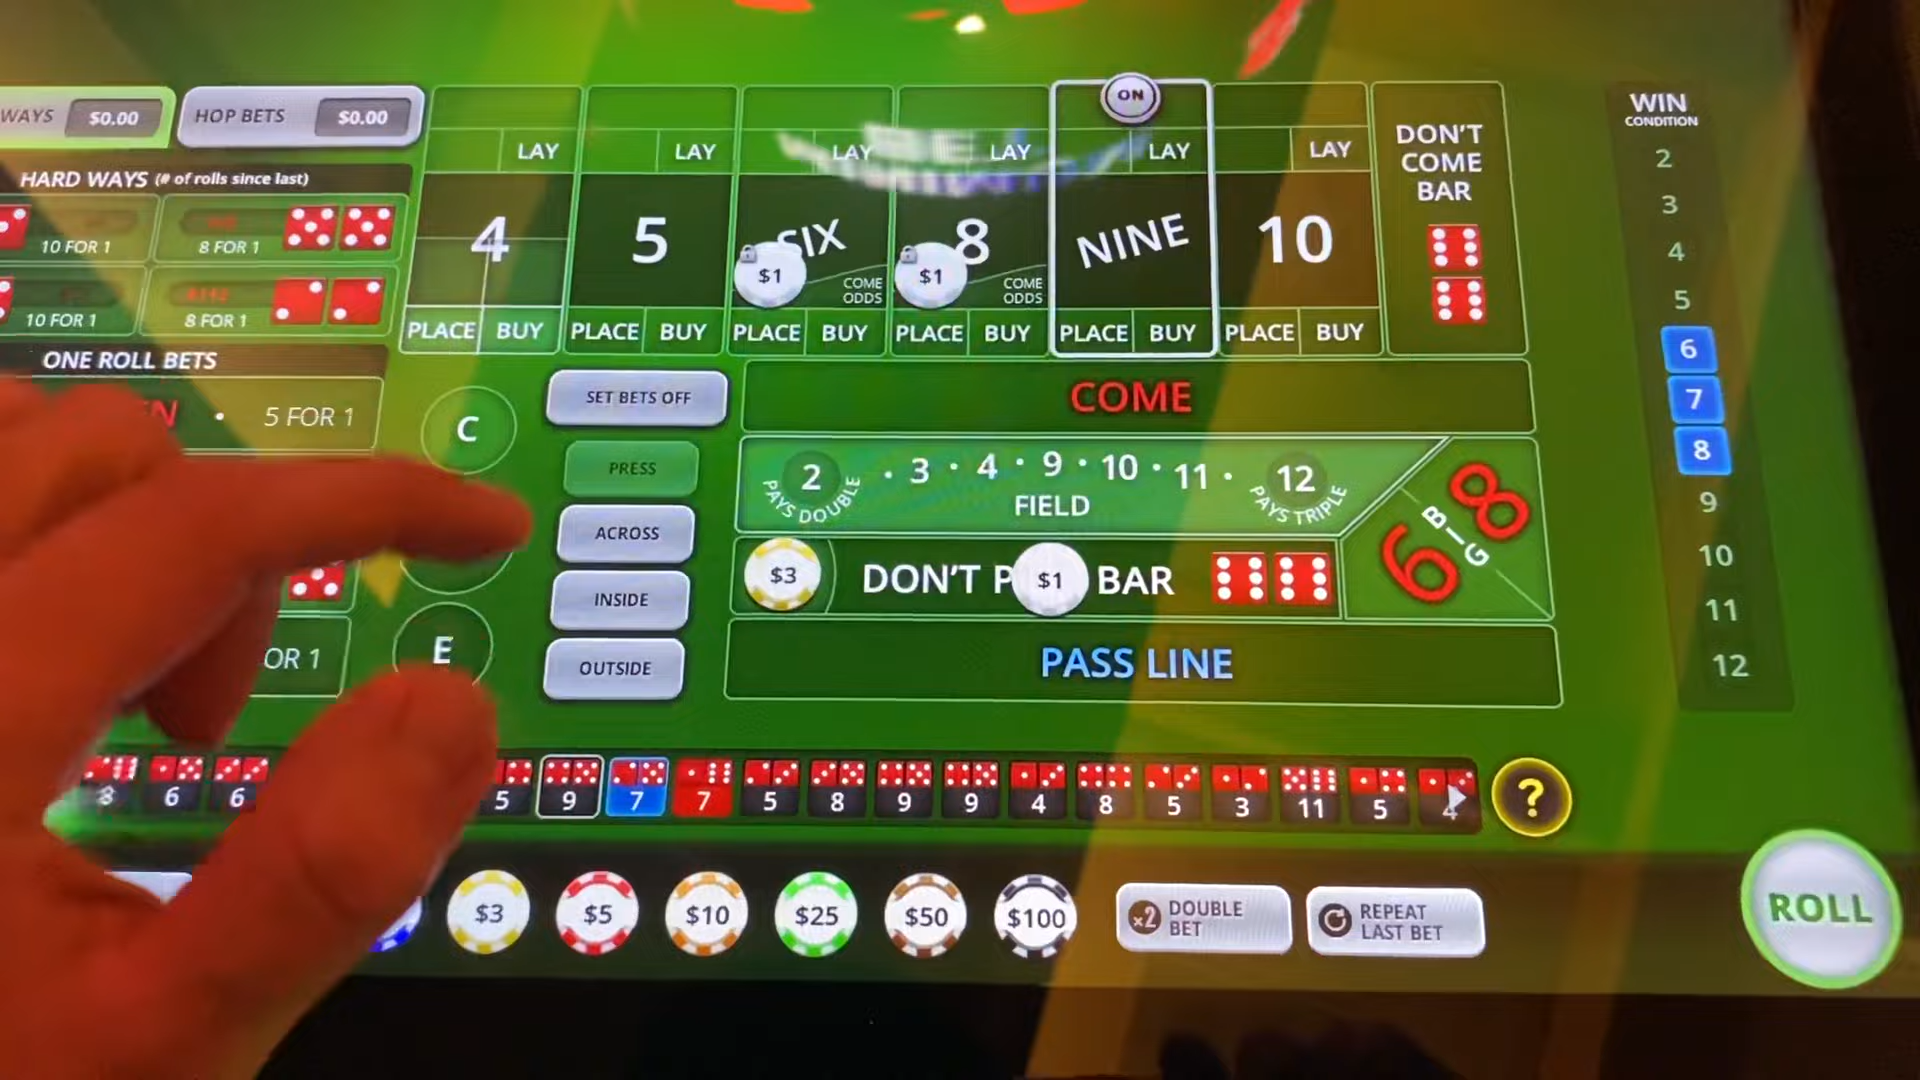 WAYS $0.00
HOP BETS $0.00
HARD WAYS (# of rolls since last)
10 FOR 1
8 FOR 1
10 FOR 1
8 FOR 1
ONE ROLL BETS
5 FOR 1
OR 1
C
E
ON
LAY LAY LAY LAY LAY LAY
4 5 SIX 8 NINE 10
$1 $1
COME ODDS
COME ODDS
PLACE BUY PLACE BUY PLACE BUY PLACE BUY PLACE BUY PLACE BUY
DON'T
COME
BAR
SET BETS OFF
PRESS
ACROSS
INSIDE
OUTSIDE
COME
2 • 3 • 4 • 9 • 10 • 11 • 12
PAYS DOUBLE
FIELD
PAYS TRIPLE
BIG
6 8
$3
DON'T P $1 BAR
PASS LINE
WIN
CONDITION
2
3
4
5
6
7
8
9
10
11
12
8 6 6 5 9 7 7 5 8 9 9 4 8 5 3 11 5 4
?
$3 $5 $10 $25 $50 $100
x2 DOUBLE
BET
REPEAT
LAST BET
ROLL